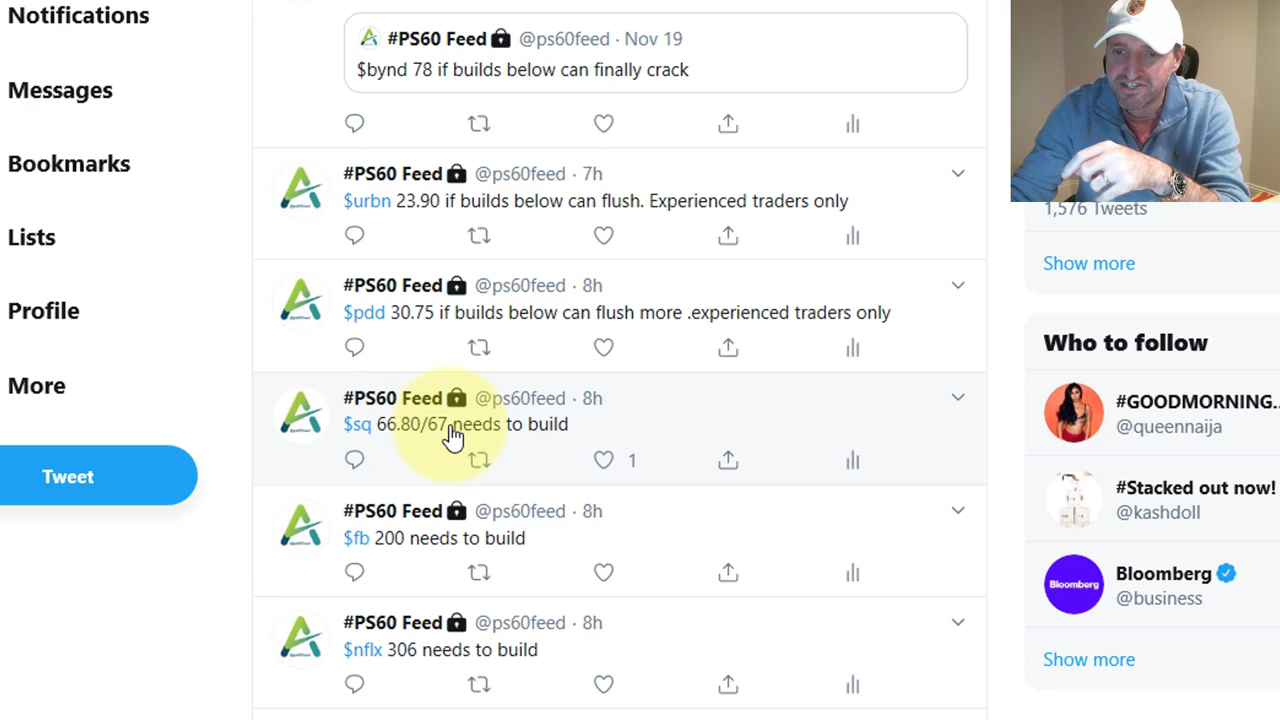 Notifications
Messages
Bookmarks
Lists
Profile
More
Tweet
#PS60 Feed @ps60feed · Nov 19
$bynd 78 if builds below can finally crack
#PS60 Feed @ps60feed · 7h
$urbn 23.90 if builds below can flush. Experienced traders only
#PS60 Feed @ps60feed · 8h
$pdd 30.75 if builds below can flush more .experienced traders only
#PS60 Feed @ps60feed · 8h
$sq 66.80/67 needs to build
1
#PS60 Feed @ps60feed · 8h
$fb 200 needs to build
#PS60 Feed @ps60feed · 8h
$nflx 306 needs to build
1,576 Tweets
Show more
Who to follow
#GOODMORNING...
@queennaija
#Stacked out now!
@kashdoll
Bloomberg
Bloomberg
@business
Show more